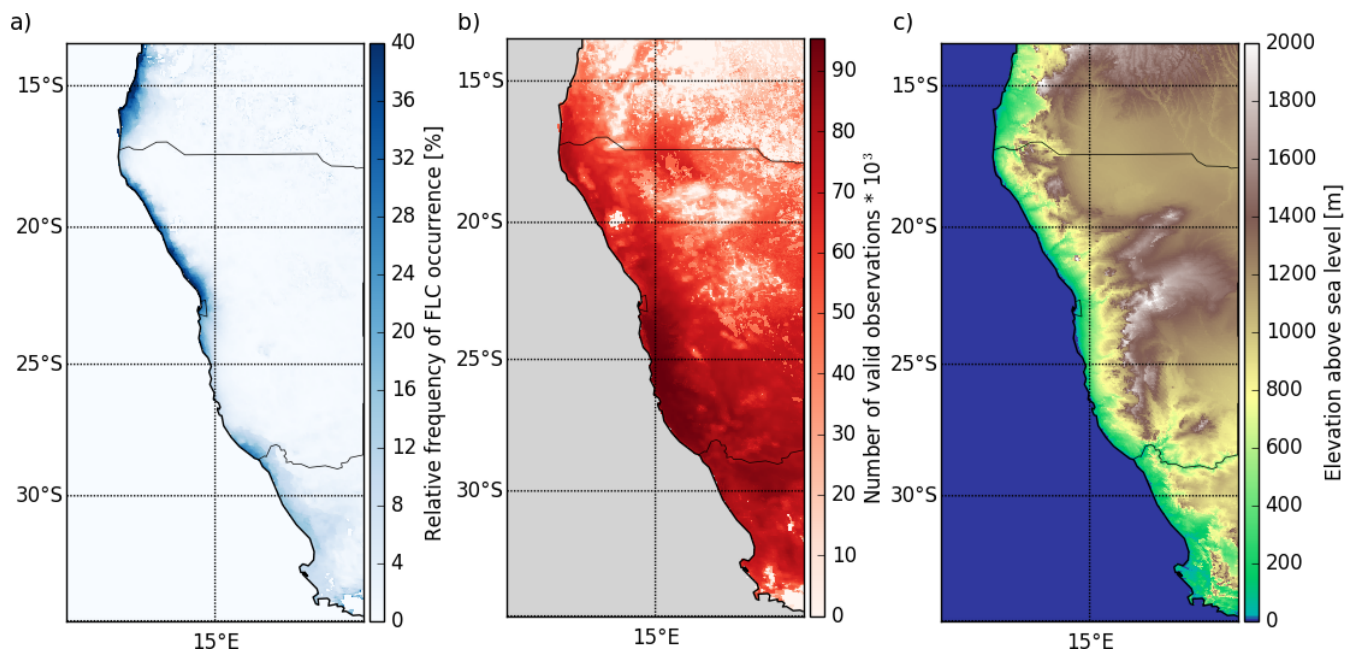 a)
15°S
20°S
25°S
30°S
15°E
40
36
32
28
24
20
16
12
8
4
0
Relative frequency of FLC occurrence [%]
b)
15°S
20°S
25°S
30°S
15°E
90
80
70
60
50
40
30
20
10
0
Number of valid observations * 10³
c)
15°S
20°S
25°S
30°S
15°E
2000
1800
1600
1400
1200
1000
800
600
400
200
0
Elevation above sea level [m]